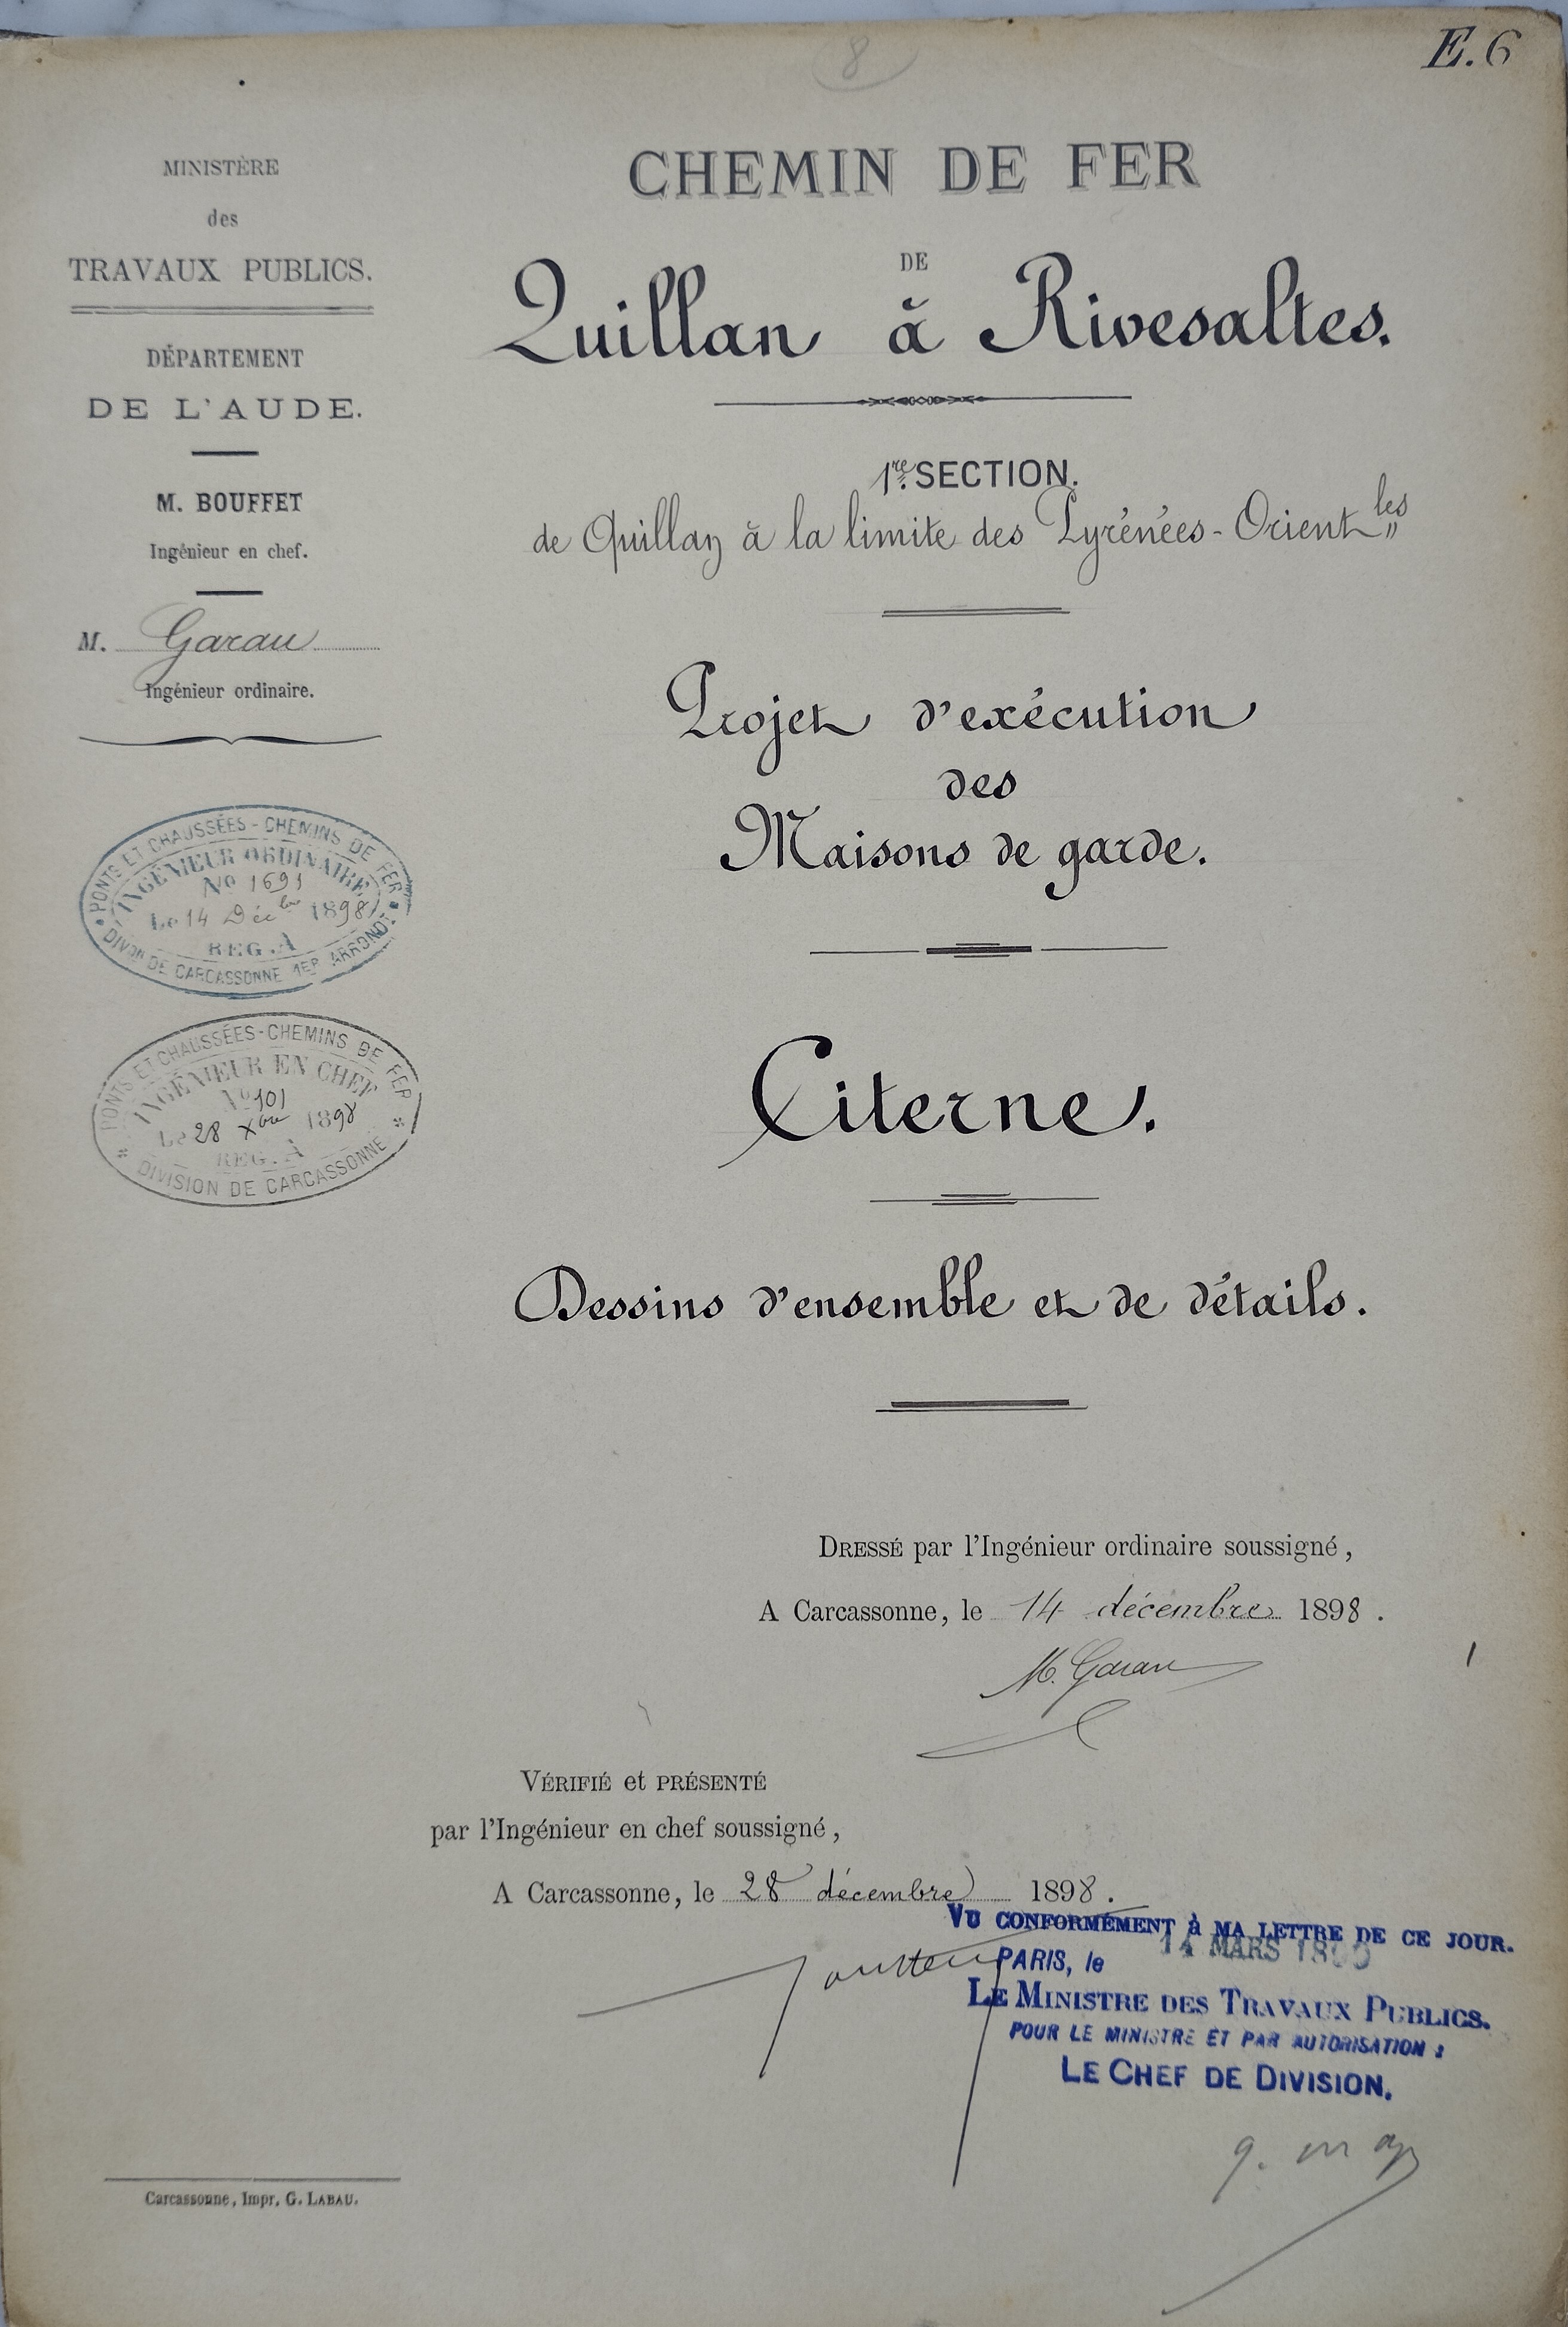 E.6
8
MINISTÈRE
des
TRAVAUX PUBLICS.
DÉPARTEMENT
DE L'AUDE.
M. BOUFFET
Ingénieur en chef.
M. Garau
Ingénieur ordinaire.
PONTS ET CHAUSSÉES - CHEMINS DE FER
INGÉNIEUR ORDINAIRE
No 1691
Le 14 Déc bre 1898
REG. A
DIVON DE CARCASSONNE 1ER ARRONDT
PONTS ET CHAUSSÉES - CHEMINS DE FER
INGÉNIEUR EN CHEF
No 101
Le 28 Xbre 1898
REG. A
DIVISION DE CARCASSONNE
CHEMIN DE FER
DE
Quillan à Rivesaltes.
1re. SECTION.
de Quillan à la limite des Pyrénées-Orientles
Projet d'exécution
des
Maisons de garde.
Citerne.
Dessins d'ensemble et de détails.
DRESSÉ par l'Ingénieur ordinaire soussigné,
A Carcassonne, le 14 décembre 1898.
M. Garau
VÉRIFIÉ et PRÉSENTÉ
par l'Ingénieur en chef soussigné,
A Carcassonne, le 28 décembre 1898.
VU CONFORMÉMENT à MA LETTRE DE CE JOUR.
PARIS, le 14 MARS
LE MINISTRE DES TRAVAUX PUBLICS.
POUR LE MINISTRE ET PAR AUTORISATION :
LE CHEF DE DIVISION.
Carcassonne, Impr. G. LABAU.